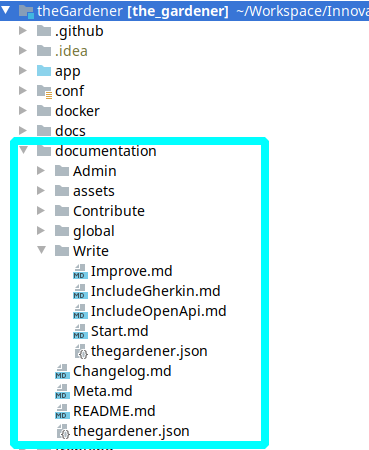 theGardener [the_gardener] ~/Workspace/Innova
.github
.idea
app
conf
docker
docs
documentation
Admin
assets
Contribute
global
Write
MD Improve.md
MD IncludeGherkin.md
MD IncludeOpenApi.md
MD Start.md
thegardener.json
MD Changelog.md
MD Meta.md
MD README.md
thegardener.json